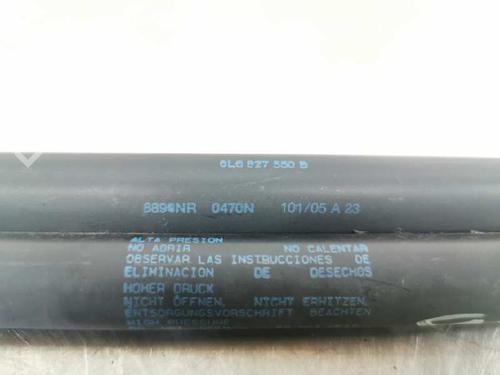 6L6 827 550 B
0470N 101/05 A 23
ALTA PRESION
NO ABRIR NO CALENTAR
OBSERVAR LAS INSTRUCCIONES DE
ELIMINACION DE DESECHOS
HOHER DRUCK
NICHT ÖFFNEN, NICHT ERHITZEN,
ENTSORGUNGSVORSCHRIFT BEACHTEN
HIGH PRESSURE